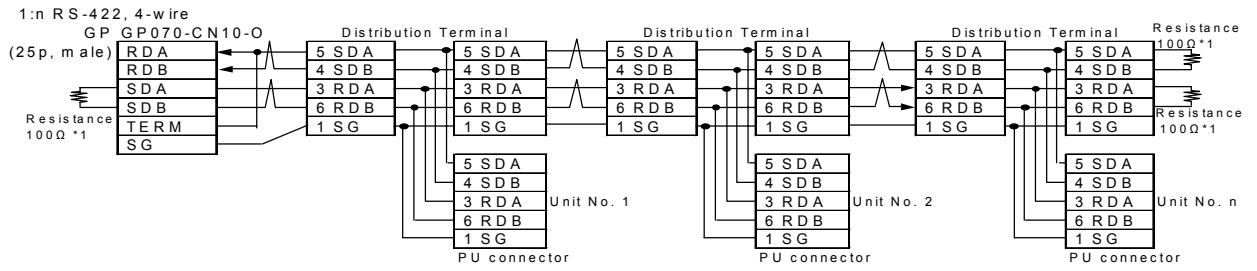 1:n RS-422, 4-wire
GP GP070-CN10-O
(25p, male)
RDA
RDB
SDA
SDB
TERM
SG
Resistance
100Ω *1
Distribution Terminal
5 SDA
4 SDB
3 RDA
6 RDB
1 SG
5 SDA
4 SDB
3 RDA
6 RDB
1 SG
5 SDA
4 SDB
3 RDA
6 RDB
1 SG
Unit No. 1
PU connector
Distribution Terminal
5 SDA
4 SDB
3 RDA
6 RDB
1 SG
5 SDA
4 SDB
3 RDA
6 RDB
1 SG
5 SDA
4 SDB
3 RDA
6 RDB
1 SG
Unit No. 2
PU connector
Distribution Terminal
5 SDA
4 SDB
3 RDA
6 RDB
1 SG
5 SDA
4 SDB
3 RDA
6 RDB
1 SG
Resistance
100Ω*1
Resistance
100Ω*1
5 SDA
4 SDB
3 RDA
6 RDB
1 SG
Unit No. n
PU connector